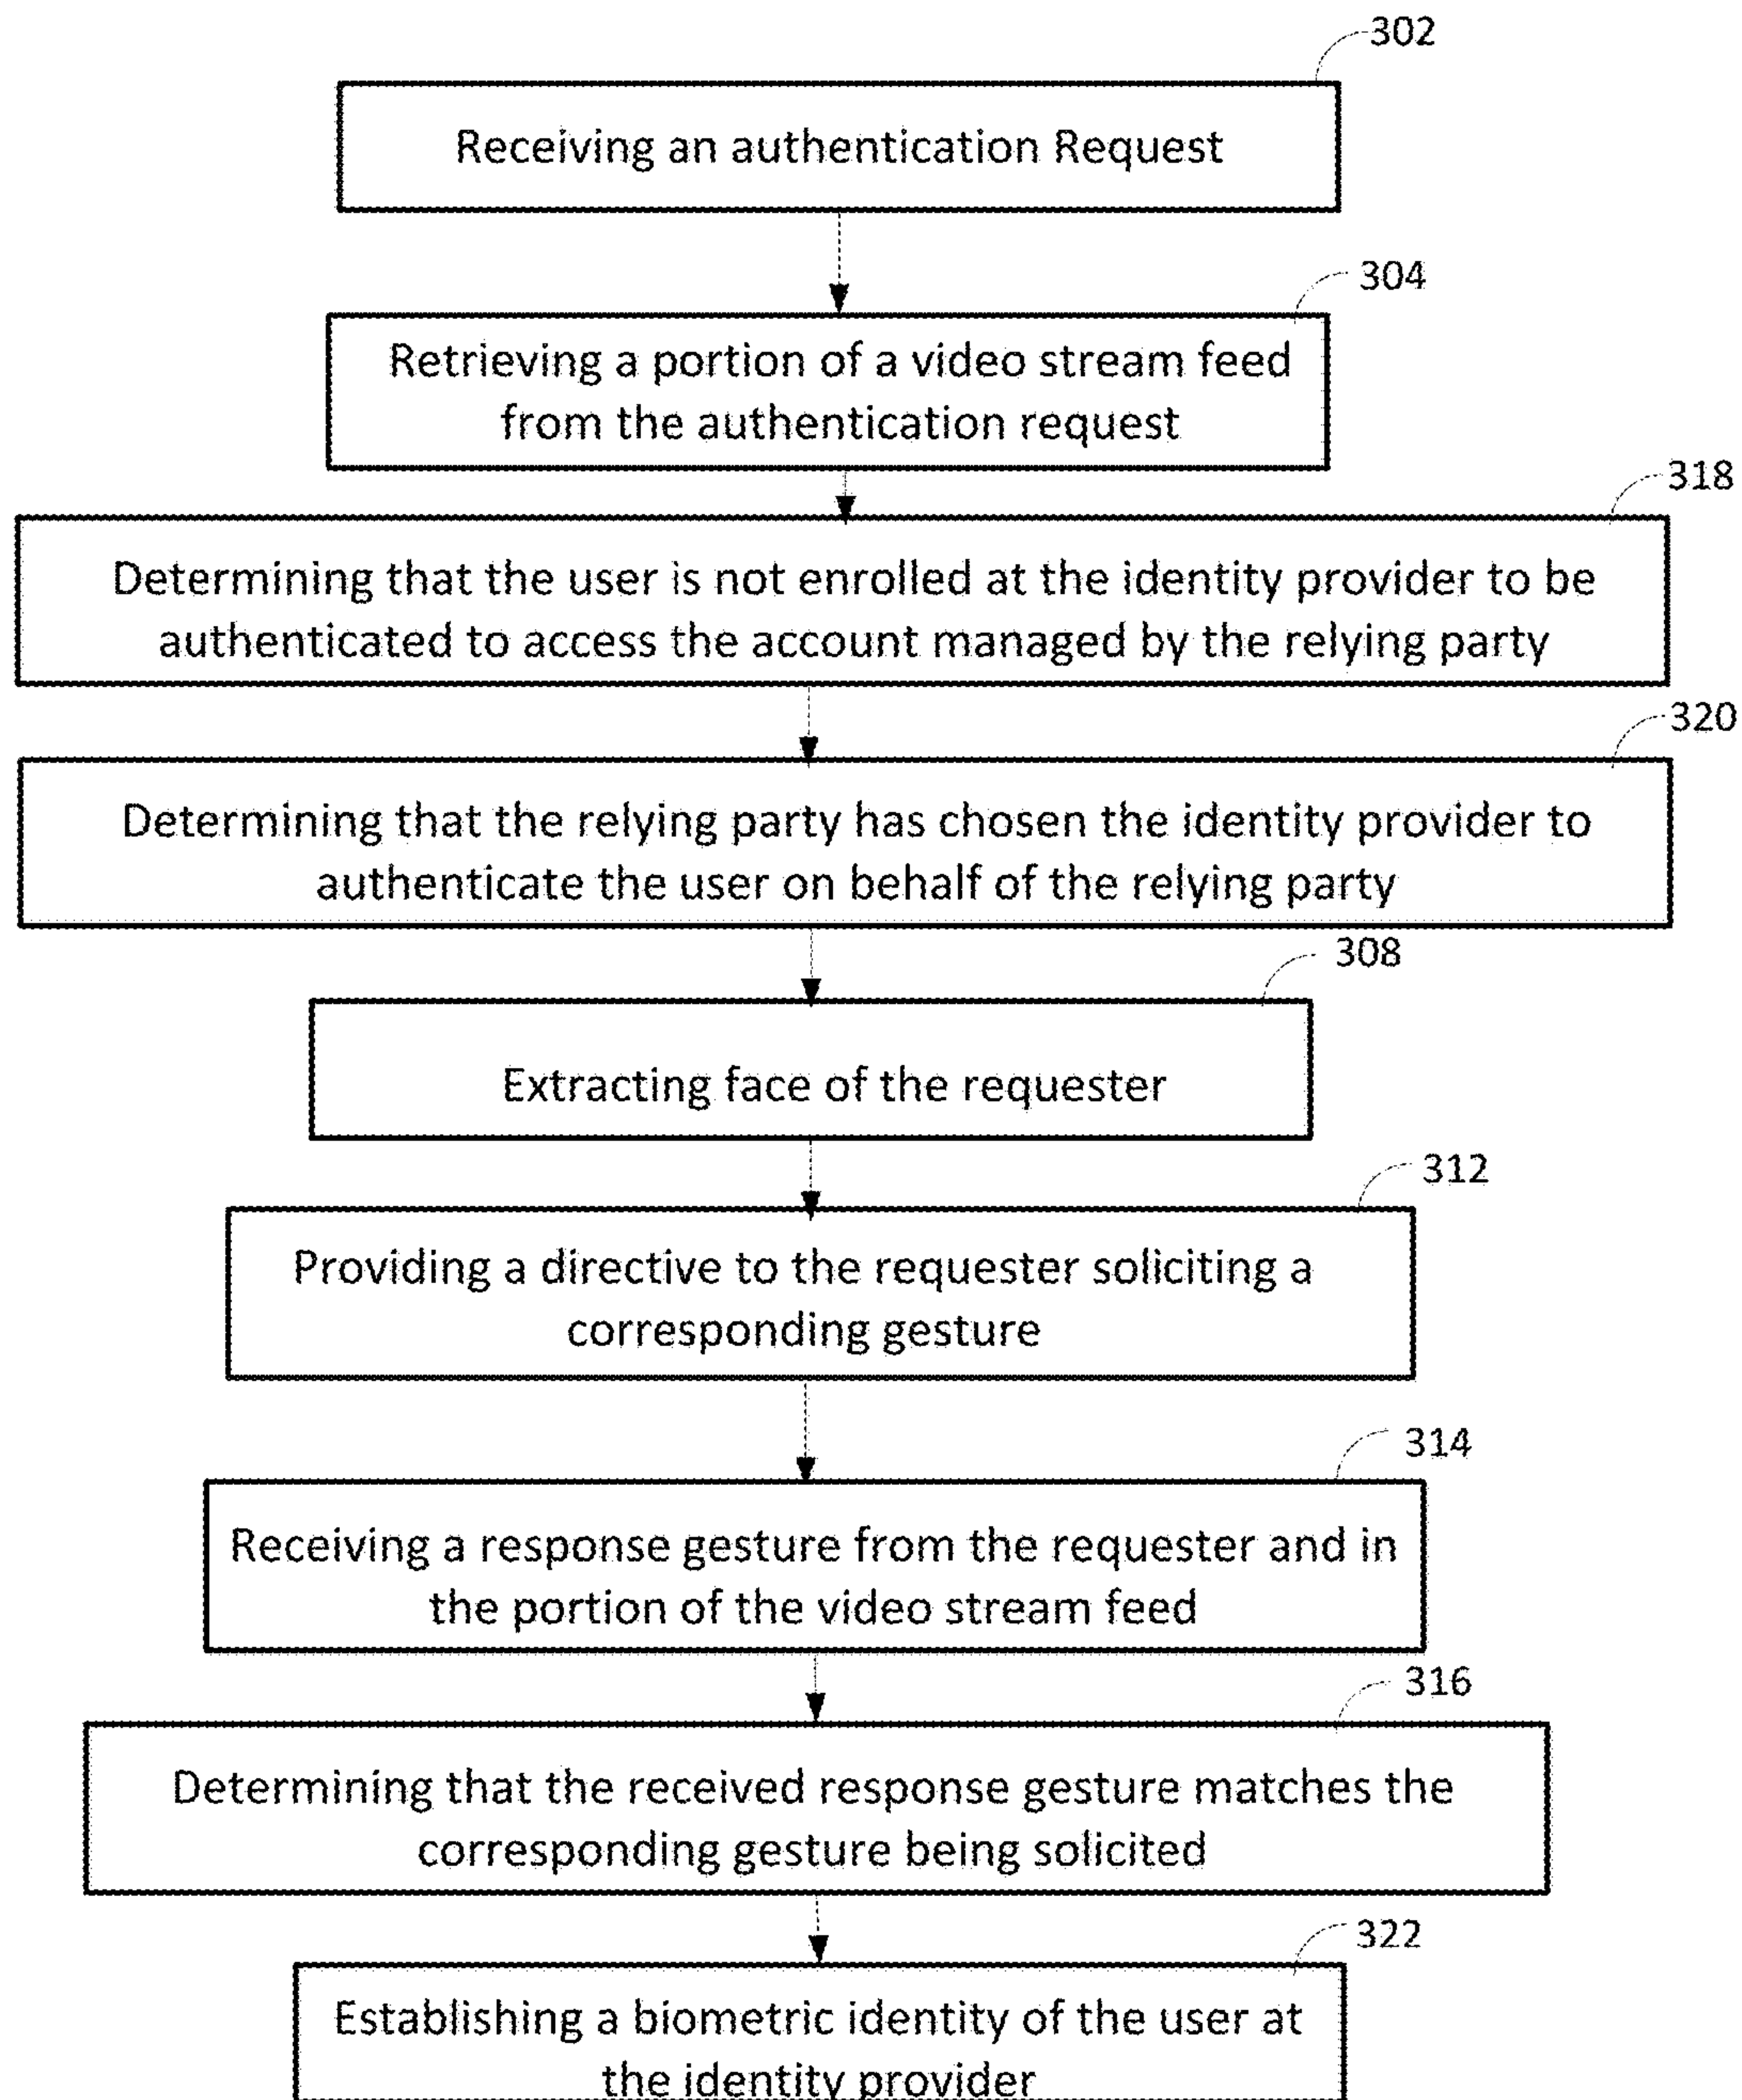 302
Receiving an authentication Request
304
Retrieving a portion of a video stream feed
from the authentication request
318
Determining that the user is not enrolled at the identity provider to be
authenticated to access the account managed by the relying party
320
Determining that the relying party has chosen the identity provider to
authenticate the user on behalf of the relying party
308
Extracting face of the requester
312
Providing a directive to the requester soliciting a
corresponding gesture
314
Receiving a response gesture from the requester and in
the portion of the video stream feed
316
Determining that the received response gesture matches the
corresponding gesture being solicited
322
Establishing a biometric identity of the user at
the identity provider